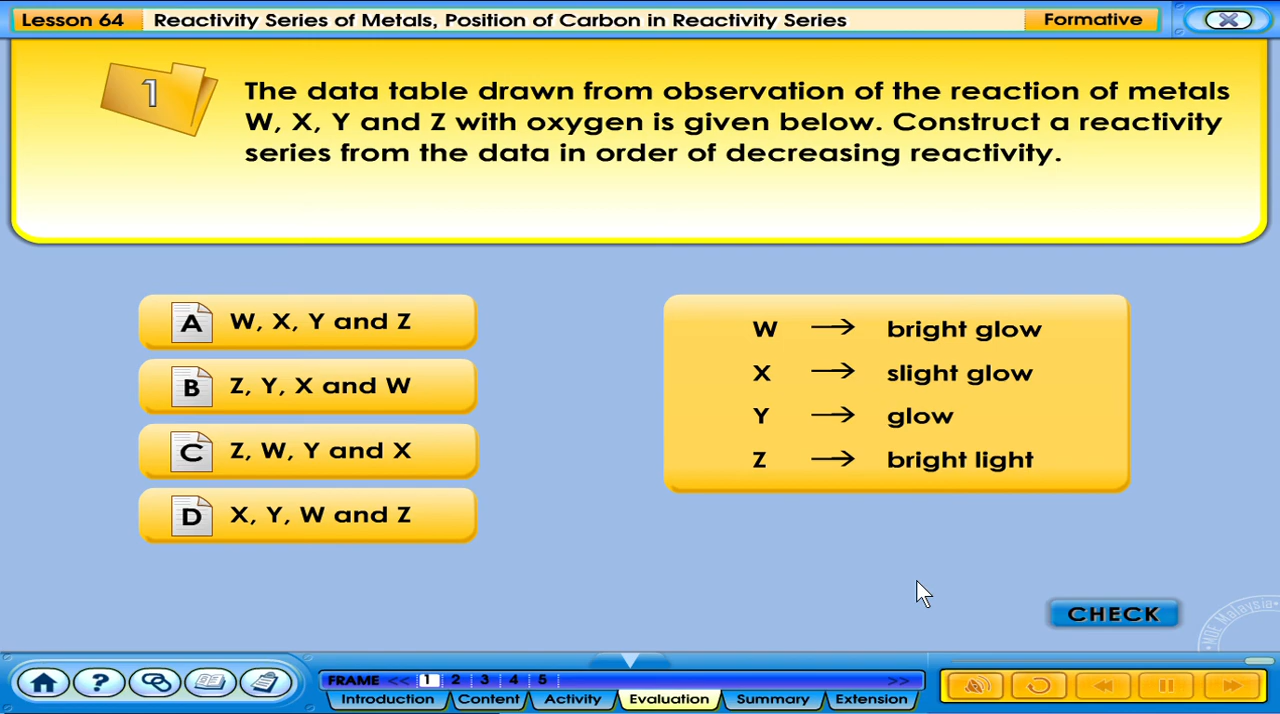 Lesson 64 Reactivity Series of Metals, Position of Carbon in Reactivity Series Formative
1 The data table drawn from observation of the reaction of metals
W, X, Y and Z with oxygen is given below. Construct a reactivity
series from the data in order of decreasing reactivity.
A W, X, Y and Z
B Z, Y, X and W
C Z, W, Y and X
D X, Y, W and Z
W → bright glow
X → slight glow
Y → glow
Z → bright light
CHECK
MOE Malaysia
FRAME << 1 2 3 4 5 >>
Introduction Content Activity Evaluation Summary Extension